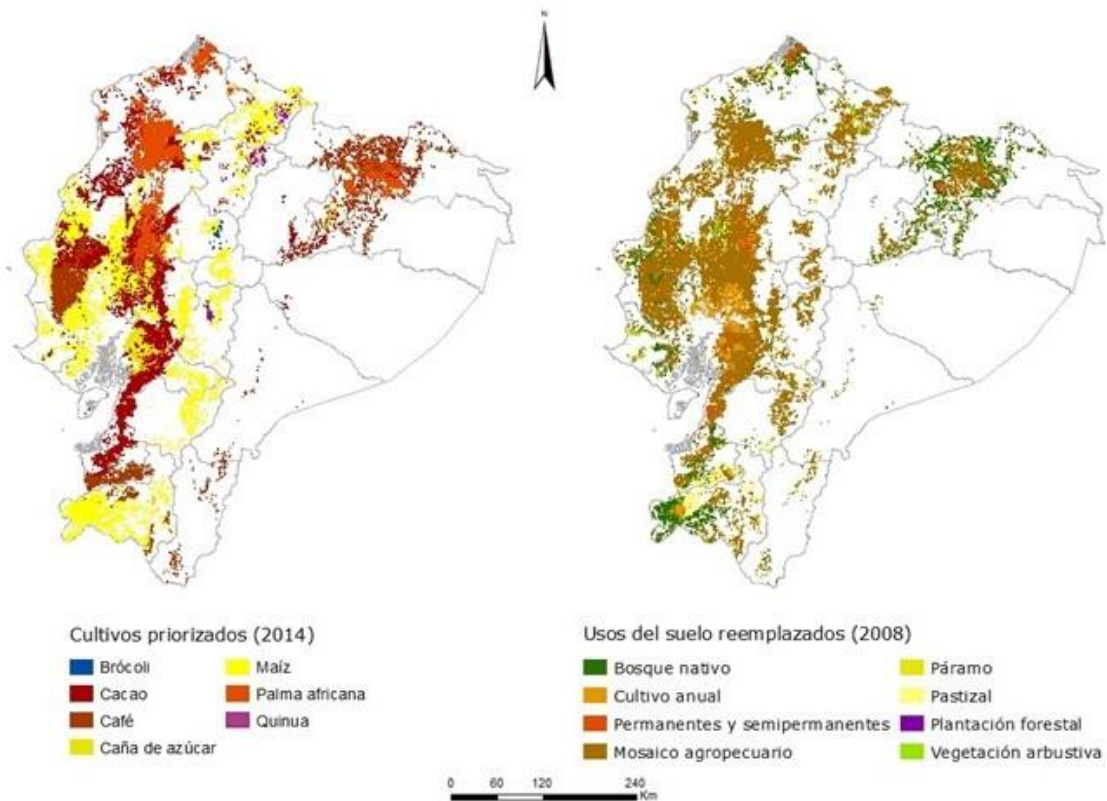 N
Cultivos priorizados (2014)
Brócoli
Cacao
Café
Caña de azúcar
Maíz
Palma africana
Quinua
Usos del suelo reemplazados (2008)
Bosque nativo
Cultivo anual
Permanentes y semipermanentes
Mosaico agropecuario
Páramo
Pastizal
Plantación forestal
Vegetación arbustiva
0 60 120 240
Km